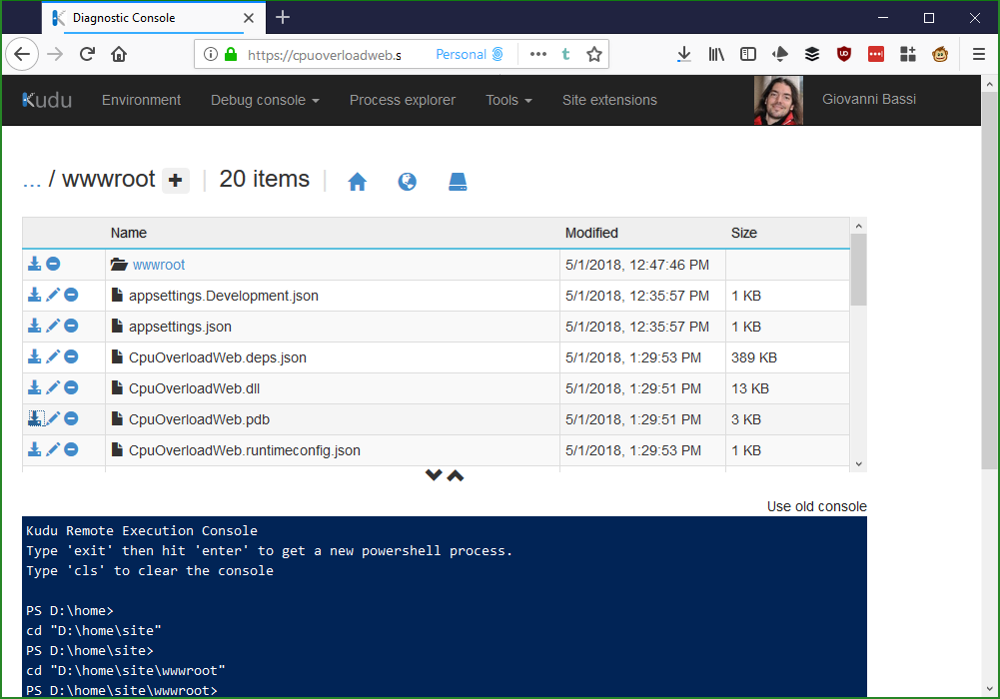 Diagnostic Console
https://cpuoverloadweb.s Personal
Kudu Environment Debug console Process explorer Tools Site extensions Giovanni Bassi
... / wwwroot 20 items
Name Modified Size
wwwroot 5/1/2018, 12:47:46 PM
appsettings.Development.json 5/1/2018, 12:35:57 PM 1 KB
appsettings.json 5/1/2018, 12:35:57 PM 1 KB
CpuOverloadWeb.deps.json 5/1/2018, 1:29:53 PM 389 KB
CpuOverloadWeb.dll 5/1/2018, 1:29:51 PM 13 KB
CpuOverloadWeb.pdb 5/1/2018, 1:29:51 PM 3 KB
CpuOverloadWeb.runtimeconfig.json 5/1/2018, 1:29:53 PM 1 KB
Use old console
Kudu Remote Execution Console
Type 'exit' then hit 'enter' to get a new powershell process.
Type 'cls' to clear the console
PS D:\home>
cd "D:\home\site"
PS D:\home\site>
cd "D:\home\site\wwwroot"
PS D:\home\site\wwwroot>